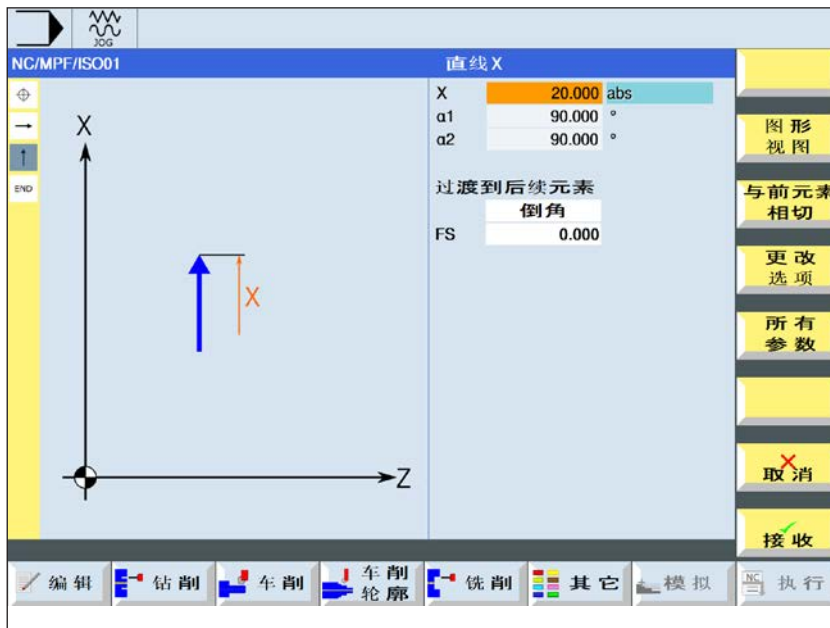 JOG
NC/MPF/ISO01
直线X
X 20.000 abs
α1 90.000 °
α2 90.000 °
过渡到后续元素
倒角
FS 0.000
END
X
X
Z
图形
视图
与前元素
相切
更改
选项
所有
参数
取消
接收
编辑
钻削
车削
车削
轮廓
铣削
其它
模拟
NC
执行